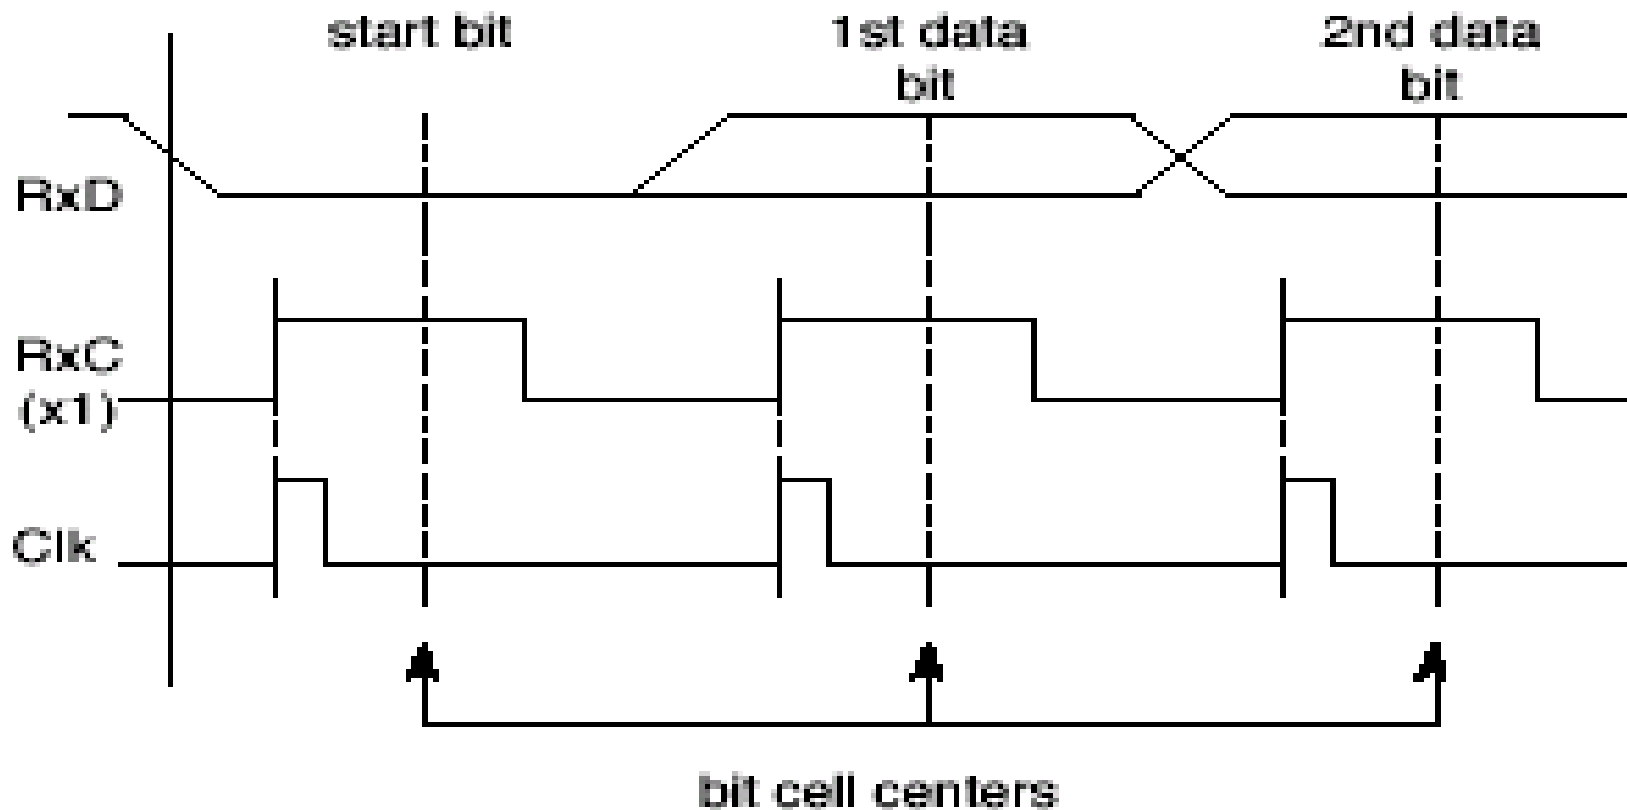 start bit
1st data
bit
2nd data
bit
RxD
RxC
(x1)
Clk
bit cell centers